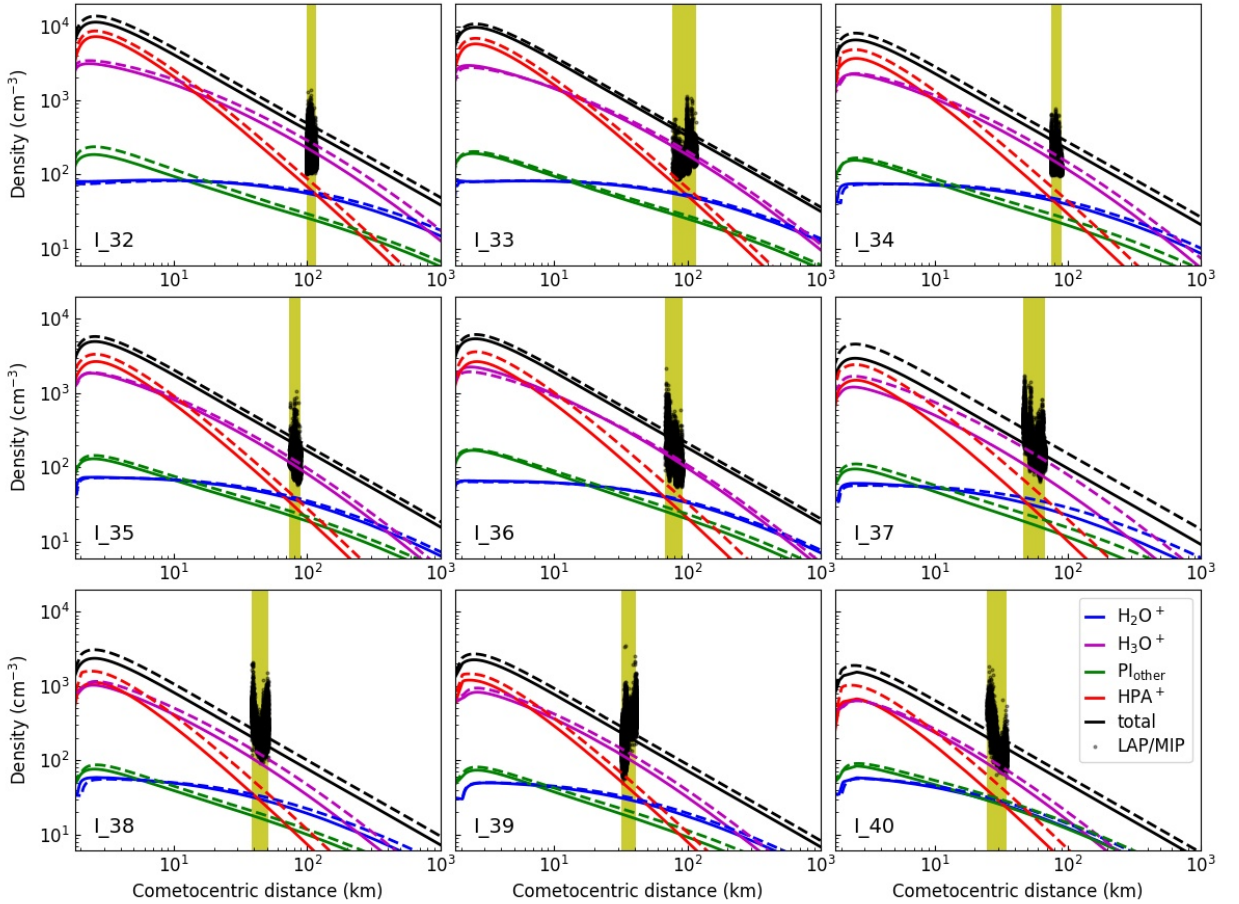 10⁴
10³
10²
10¹
Density (cm⁻³)
I_32
10¹ 10² 10³
I_33
10¹ 10² 10³
I_34
10¹ 10² 10³
10⁴
10³
10²
10¹
Density (cm⁻³)
I_35
10¹ 10² 10³
I_36
10¹ 10² 10³
I_37
10¹ 10² 10³
10⁴
10³
10²
10¹
Density (cm⁻³)
I_38
10¹ 10² 10³
Cometocentric distance (km)
I_39
10¹ 10² 10³
Cometocentric distance (km)
H₂O⁺
H₃O⁺
PI_other
HPA⁺
total
LAP/MIP
I_40
10¹ 10² 10³
Cometocentric distance (km)